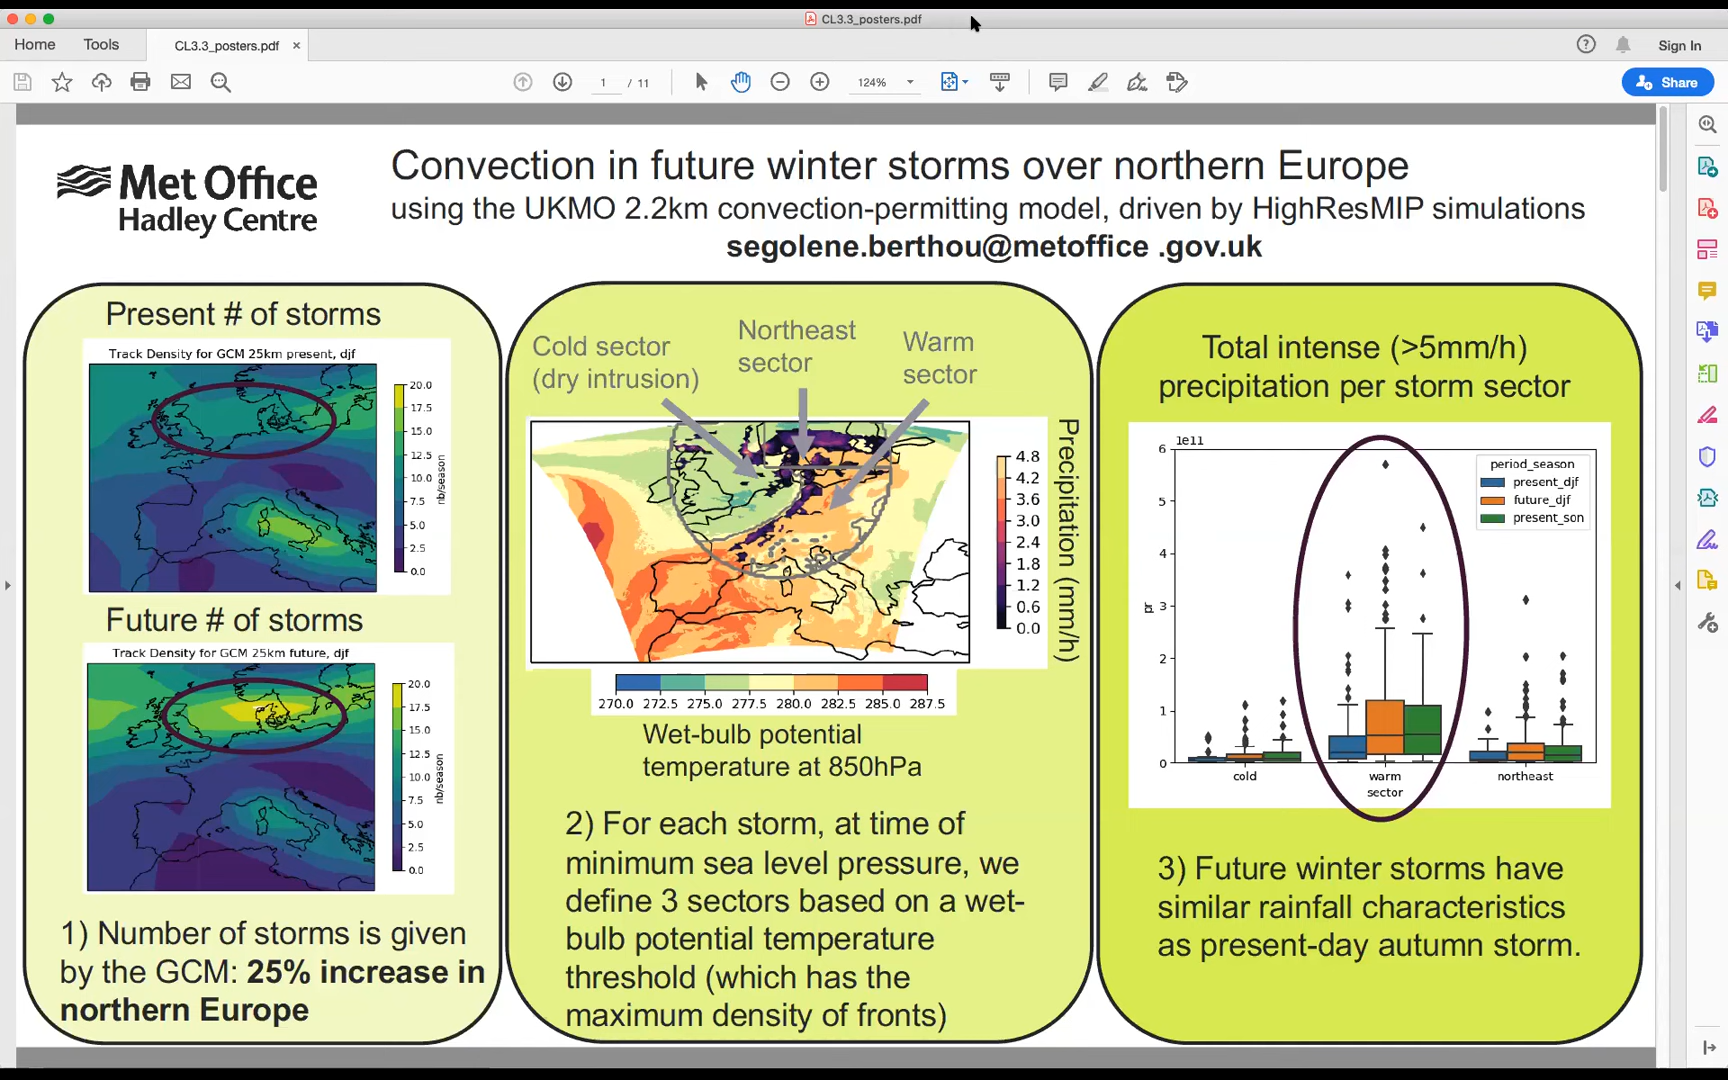 CL3.3_posters.pdf
Home
Tools
CL3.3_posters.pdf
Sign In
1 / 11
124%
Share
Met Office
Hadley Centre
Convection in future winter storms over northern Europe
using the UKMO 2.2km convection-permitting model, driven by HighResMIP simulations
segolene.berthou@metoffice .gov.uk
Present # of storms
Track Density for GCM 25km present, djf
20.0
17.5
15.0
12.5
10.0
7.5
5.0
2.5
0.0
nb/season
Future # of storms
Track Density for GCM 25km future, djf
20.0
17.5
15.0
12.5
10.0
7.5
5.0
2.5
0.0
nb/season
1) Number of storms is given
by the GCM: 25% increase in
northern Europe
Cold sector
(dry intrusion)
Northeast
sector
Warm
sector
4.8
4.2
3.6
3.0
2.4
1.8
1.2
0.6
0.0
Precipitation (mm/h)
270.0 272.5 275.0 277.5 280.0 282.5 285.0 287.5
Wet-bulb potential
temperature at 850hPa
2) For each storm, at time of
minimum sea level pressure, we
define 3 sectors based on a wet-
bulb potential temperature
threshold (which has the
maximum density of fronts)
Total intense (>5mm/h)
precipitation per storm sector
1e11
6
5
4
3
2
1
0
pr
period_season
present_djf
future_djf
present_son
cold
warm
northeast
sector
3) Future winter storms have
similar rainfall characteristics
as present-day autumn storm.